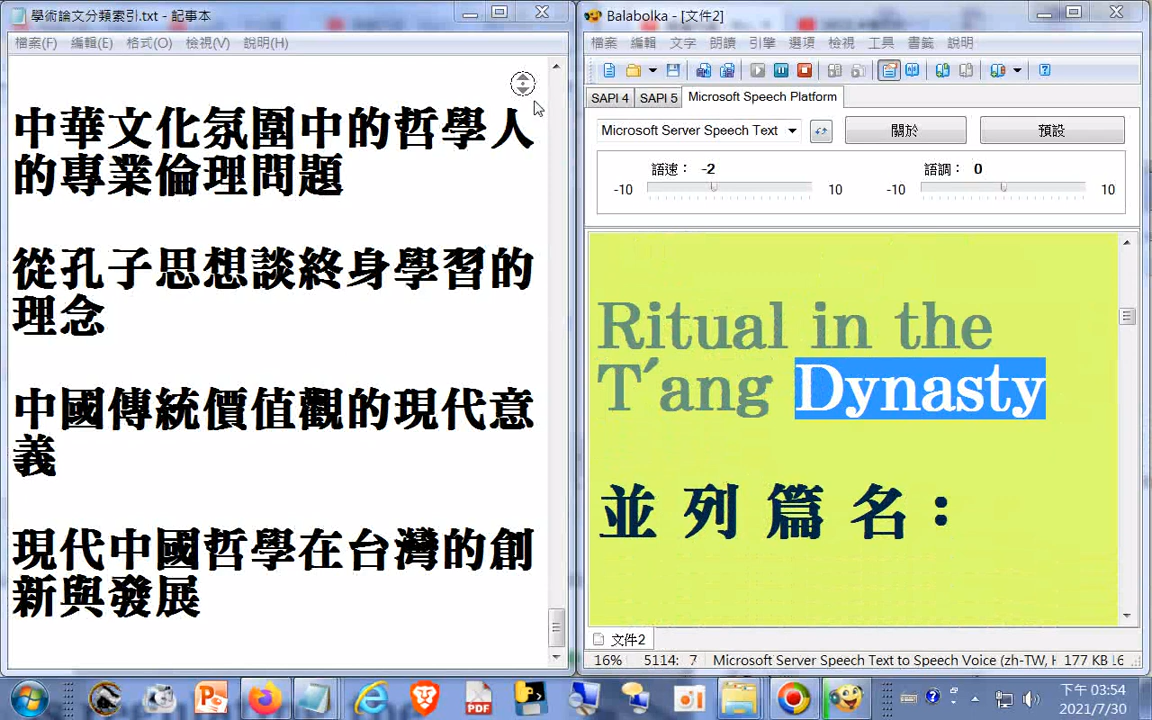 學術論文分類索引.txt - 記事本
檔案(F) 編輯(E) 格式(O) 檢視(V) 說明(H)
中華文化氛圍中的哲學人
的專業倫理問題
從孔子思想談終身學習的
理念
中國傳統價值觀的現代意
義
現代中國哲學在台灣的創
新與發展
Balabolka - [文件2]
檔案 編輯 文字 朗讀 引擎 選項 檢視 工具 書籤 說明
SAPI 4 SAPI 5 Microsoft Speech Platform
Microsoft Server Speech Text 關於 預設
語速： -2 語調： 0
-10 10 -10 10
Ritual in the
T´ang Dynasty
並 列 篇 名：
文件2
16% 5114: 7 Microsoft Server Speech Text to Speech Voice (zh-TW, H 177 KB
PDF
下午 03:54
2021/7/30